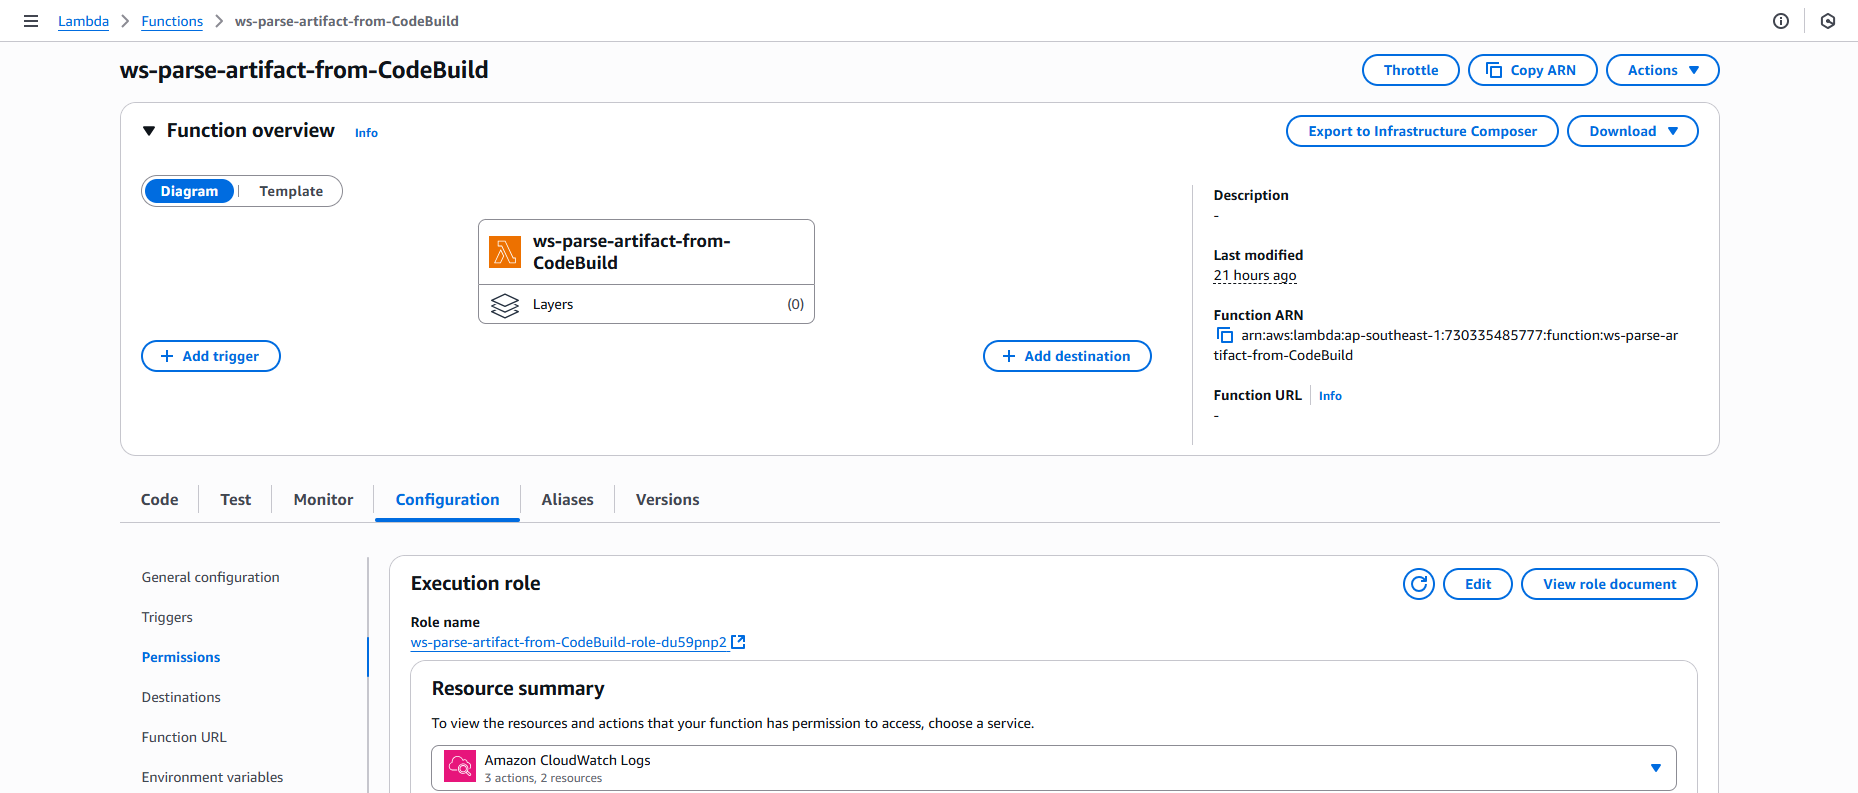 Lambda > Functions > ws-parse-artifact-from-CodeBuild
ws-parse-artifact-from-CodeBuild
Throttle
Copy ARN
Actions
Function overview
Info
Export to Infrastructure Composer
Download
Diagram
Template
ws-parse-artifact-from-
CodeBuild
Layers
(0)
Add trigger
Add destination
Description
-
Last modified
21 hours ago
Function ARN
arn:aws:lambda:ap-southeast-1:730335485777:function:ws-parse-ar
tifact-from-CodeBuild
Function URL
Info
-
Code
Test
Monitor
Configuration
Aliases
Versions
General configuration
Triggers
Permissions
Destinations
Function URL
Environment variables
Execution role
Edit
View role document
Role name
ws-parse-artifact-from-CodeBuild-role-du59pnp2
Resource summary
To view the resources and actions that your function has permission to access, choose a service.
Amazon CloudWatch Logs
3 actions, 2 resources